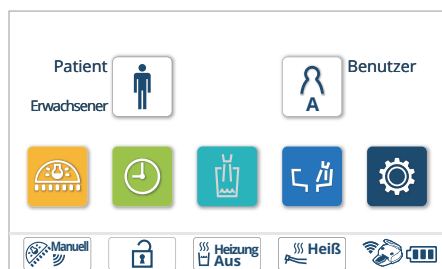 Patient
Benutzer
Erwachsener
A
Manuell
Heizung
Aus
Heiß